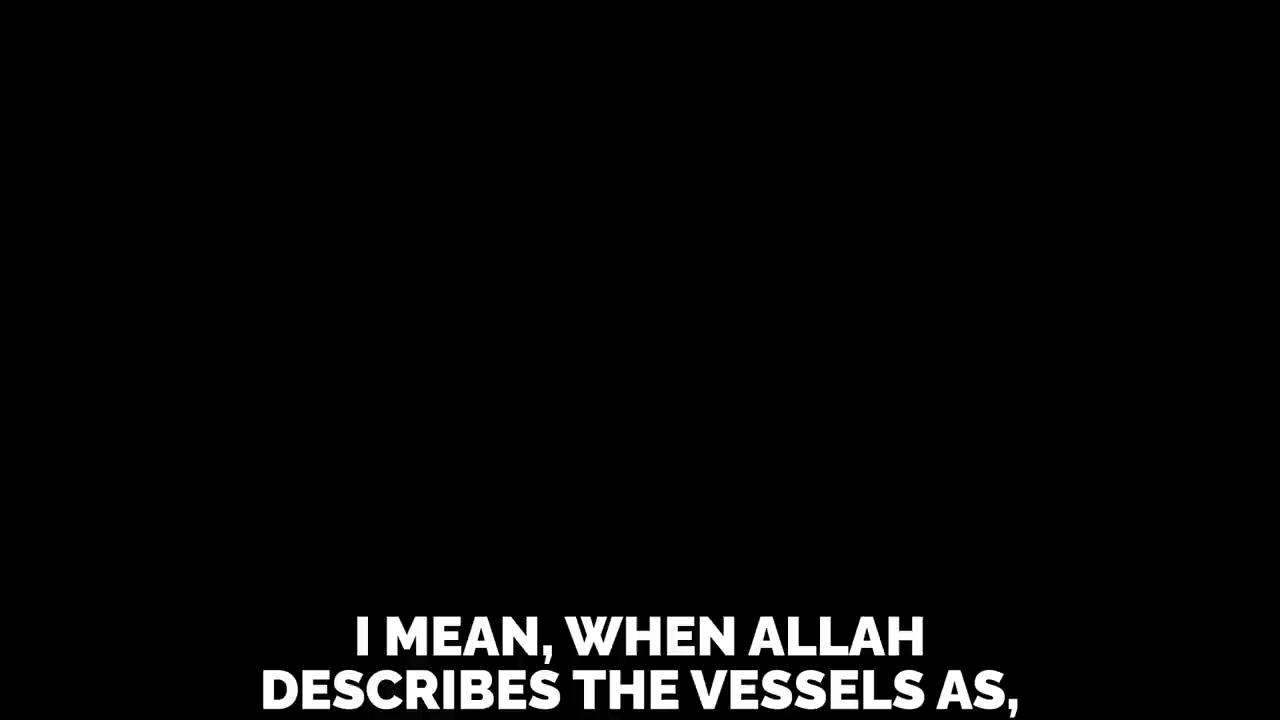 I MEAN, WHEN ALLAH
DESCRIBES THE VESSELS AS,